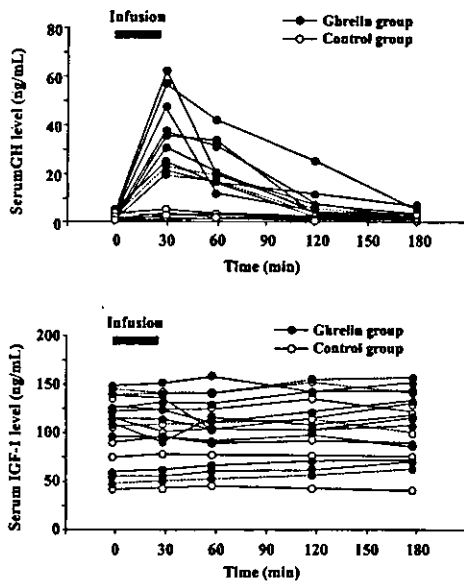 Infusion
Ghrelin group
Control group
80
60
40
20
0
SerumGH level (ng/mL)
0 30 60 90 120 150 180
Time (min)
Infusion
Ghrelin group
Control group
200
150
100
50
0
Serum IGF-1 level (ng/mL)
0 30 60 90 120 150 180
Time (min)